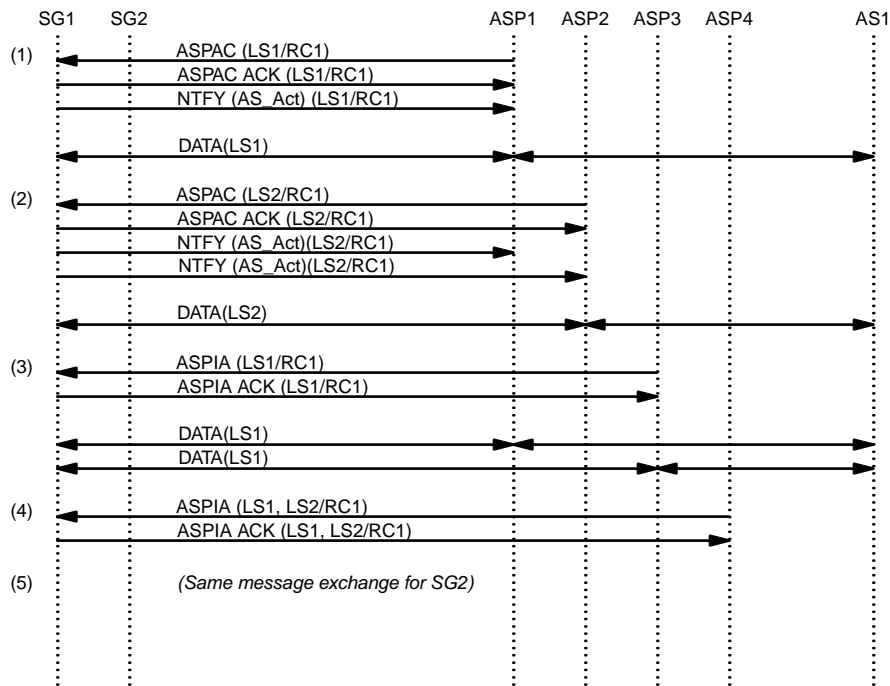 SG1 SG2 ASP1 ASP2 ASP3 ASP4 AS1
(1) ASPAC (LS1/RC1)
ASPAC ACK (LS1/RC1)
NTFY (AS_Act) (LS1/RC1)
DATA(LS1)
(2) ASPAC (LS2/RC1)
ASPAC ACK (LS2/RC1)
NTFY (AS_Act)(LS2/RC1)
NTFY (AS_Act)(LS2/RC1)
DATA(LS2)
(3) ASPIA (LS1/RC1)
ASPIA ACK (LS1/RC1)
DATA(LS1)
DATA(LS1)
(4) ASPIA (LS1, LS2/RC1)
ASPIA ACK (LS1, LS2/RC1)
(5) (Same message exchange for SG2)